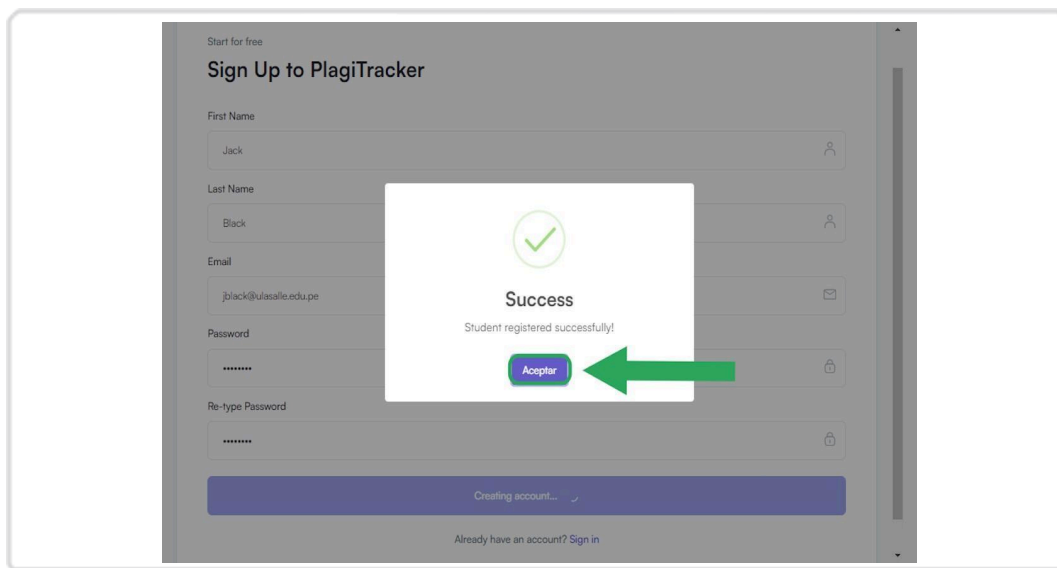 Start for free
Sign Up to PlagiTracker
First Name
Jack
Last Name
Black
Email
jblack@ulasalle.edu.pe
Success
Student registered successfully!
Password
••••••••
Aceptar
Re-type Password
••••••••
Creating account...
Already have an account? Sign in